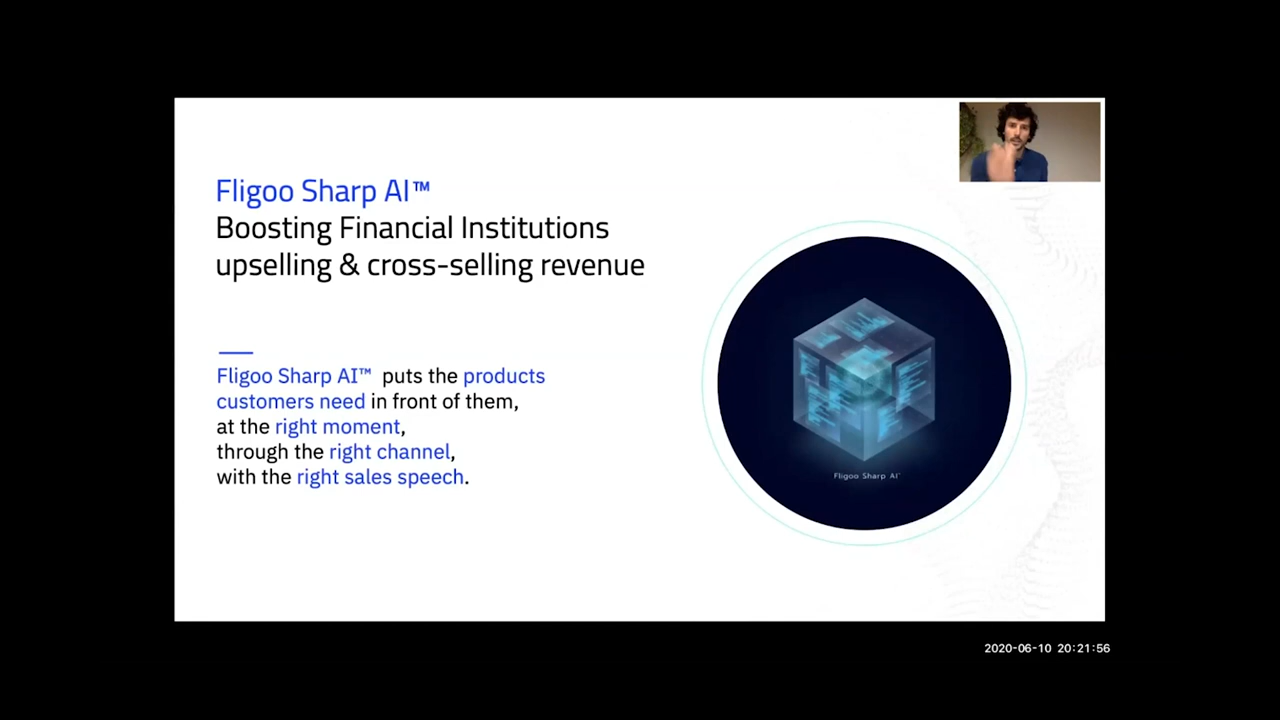 Fligoo Sharp AI™
Boosting Financial Institutions
upselling & cross-selling revenue
Fligoo Sharp AI™ puts the products
customers need in front of them,
at the right moment,
through the right channel,
with the right sales speech.
Fligoo Sharp AI™
2020-06-10 20:21:56